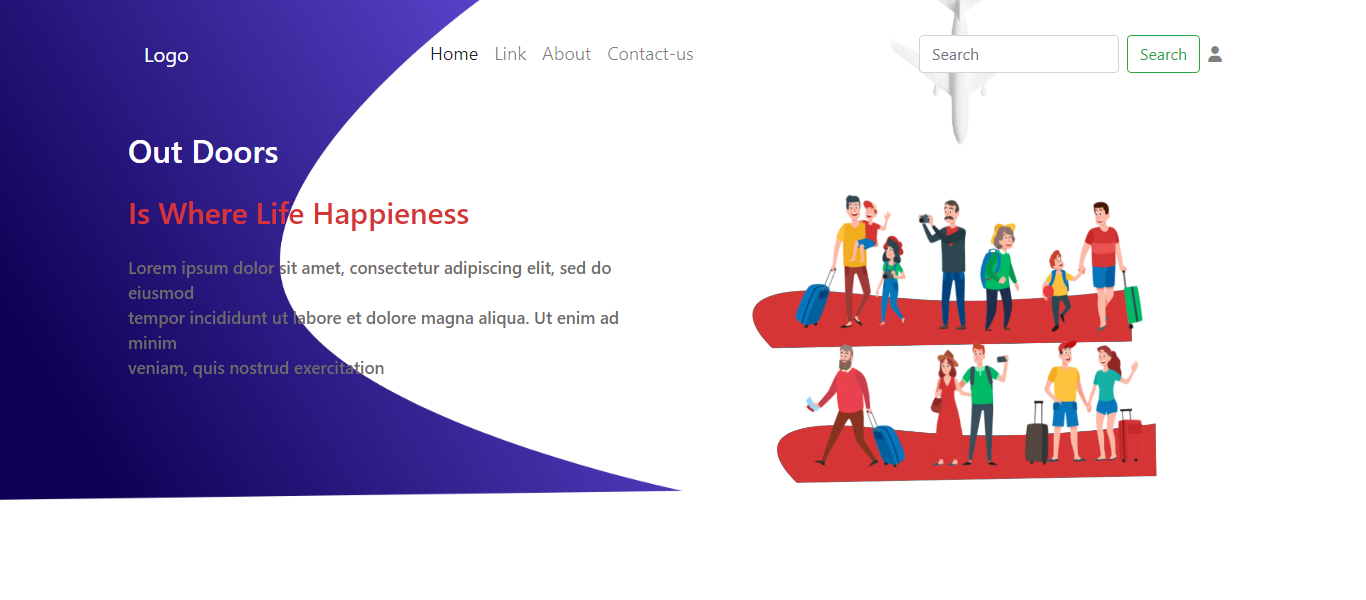 Logo
Home Link About Contact-us
Search Search
Out Doors
Is Where Life Happieness
Lorem ipsum dolor sit amet, consectetur adipiscing elit, sed do
eiusmod
tempor incididunt ut labore et dolore magna aliqua. Ut enim ad
minim
veniam, quis nostrud exercitation